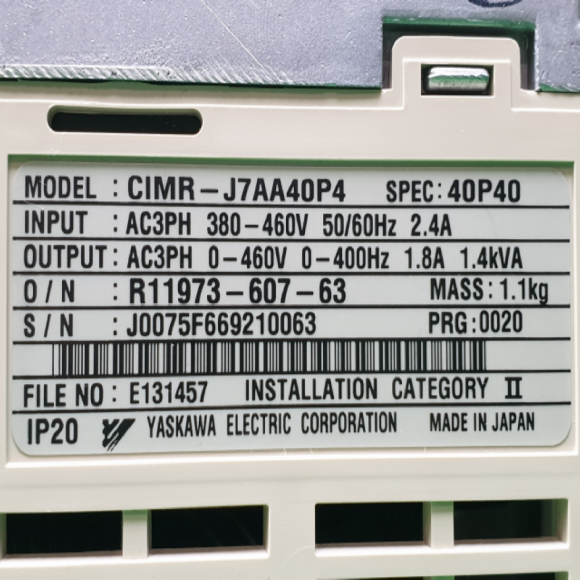 MODEL : CIMR-J7AA40P4 SPEC: 40P40
INPUT : AC3PH 380-460V 50/60Hz 2.4A
OUTPUT: AC3PH 0-460V 0-400Hz 1.8A 1.4kVA
O / N : R11973-607-63 MASS: 1.1kg
S / N : J0075F669210063 PRG: 0020
FILE NO : E131457 INSTALLATION CATEGORY II
IP20 YASKAWA ELECTRIC CORPORATION MADE IN JAPAN